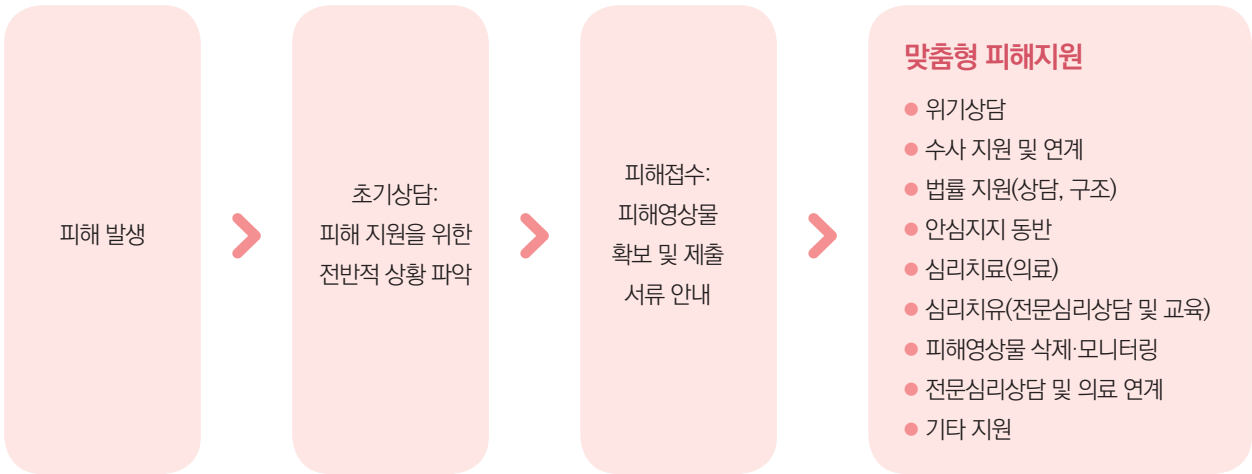 피해 발생
초기상담:
피해 지원을 위한
전반적 상황 파악
피해접수:
피해영상물
확보 및 제출
서류 안내
맞춤형 피해지원
● 위기상담
● 수사 지원 및 연계
● 법률 지원(상담, 구조)
● 안심지지 동반
● 심리치료(의료)
● 심리치유(전문심리상담 및 교육)
● 피해영상물 삭제·모니터링
● 전문심리상담 및 의료 연계
● 기타 지원